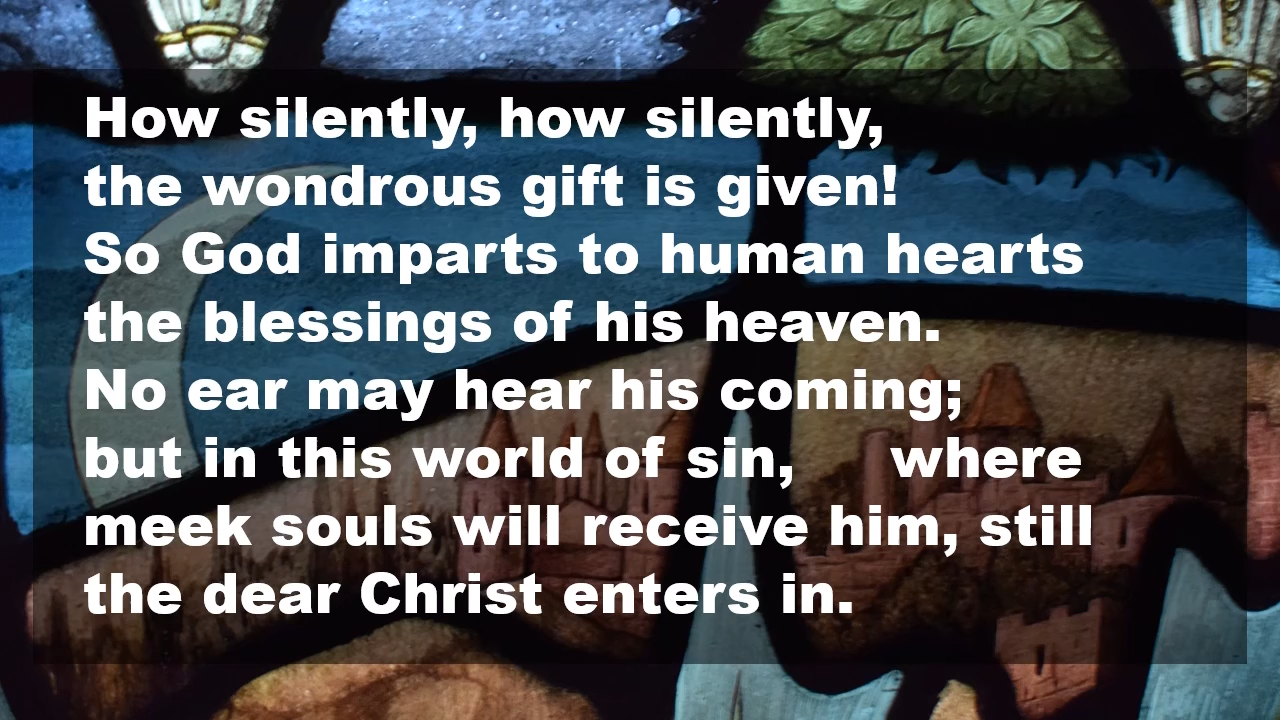 How silently, how silently,
the wondrous gift is given!
So God imparts to human hearts
the blessings of his heaven.
No ear may hear his coming;
but in this world of sin, where
meek souls will receive him, still
the dear Christ enters in.